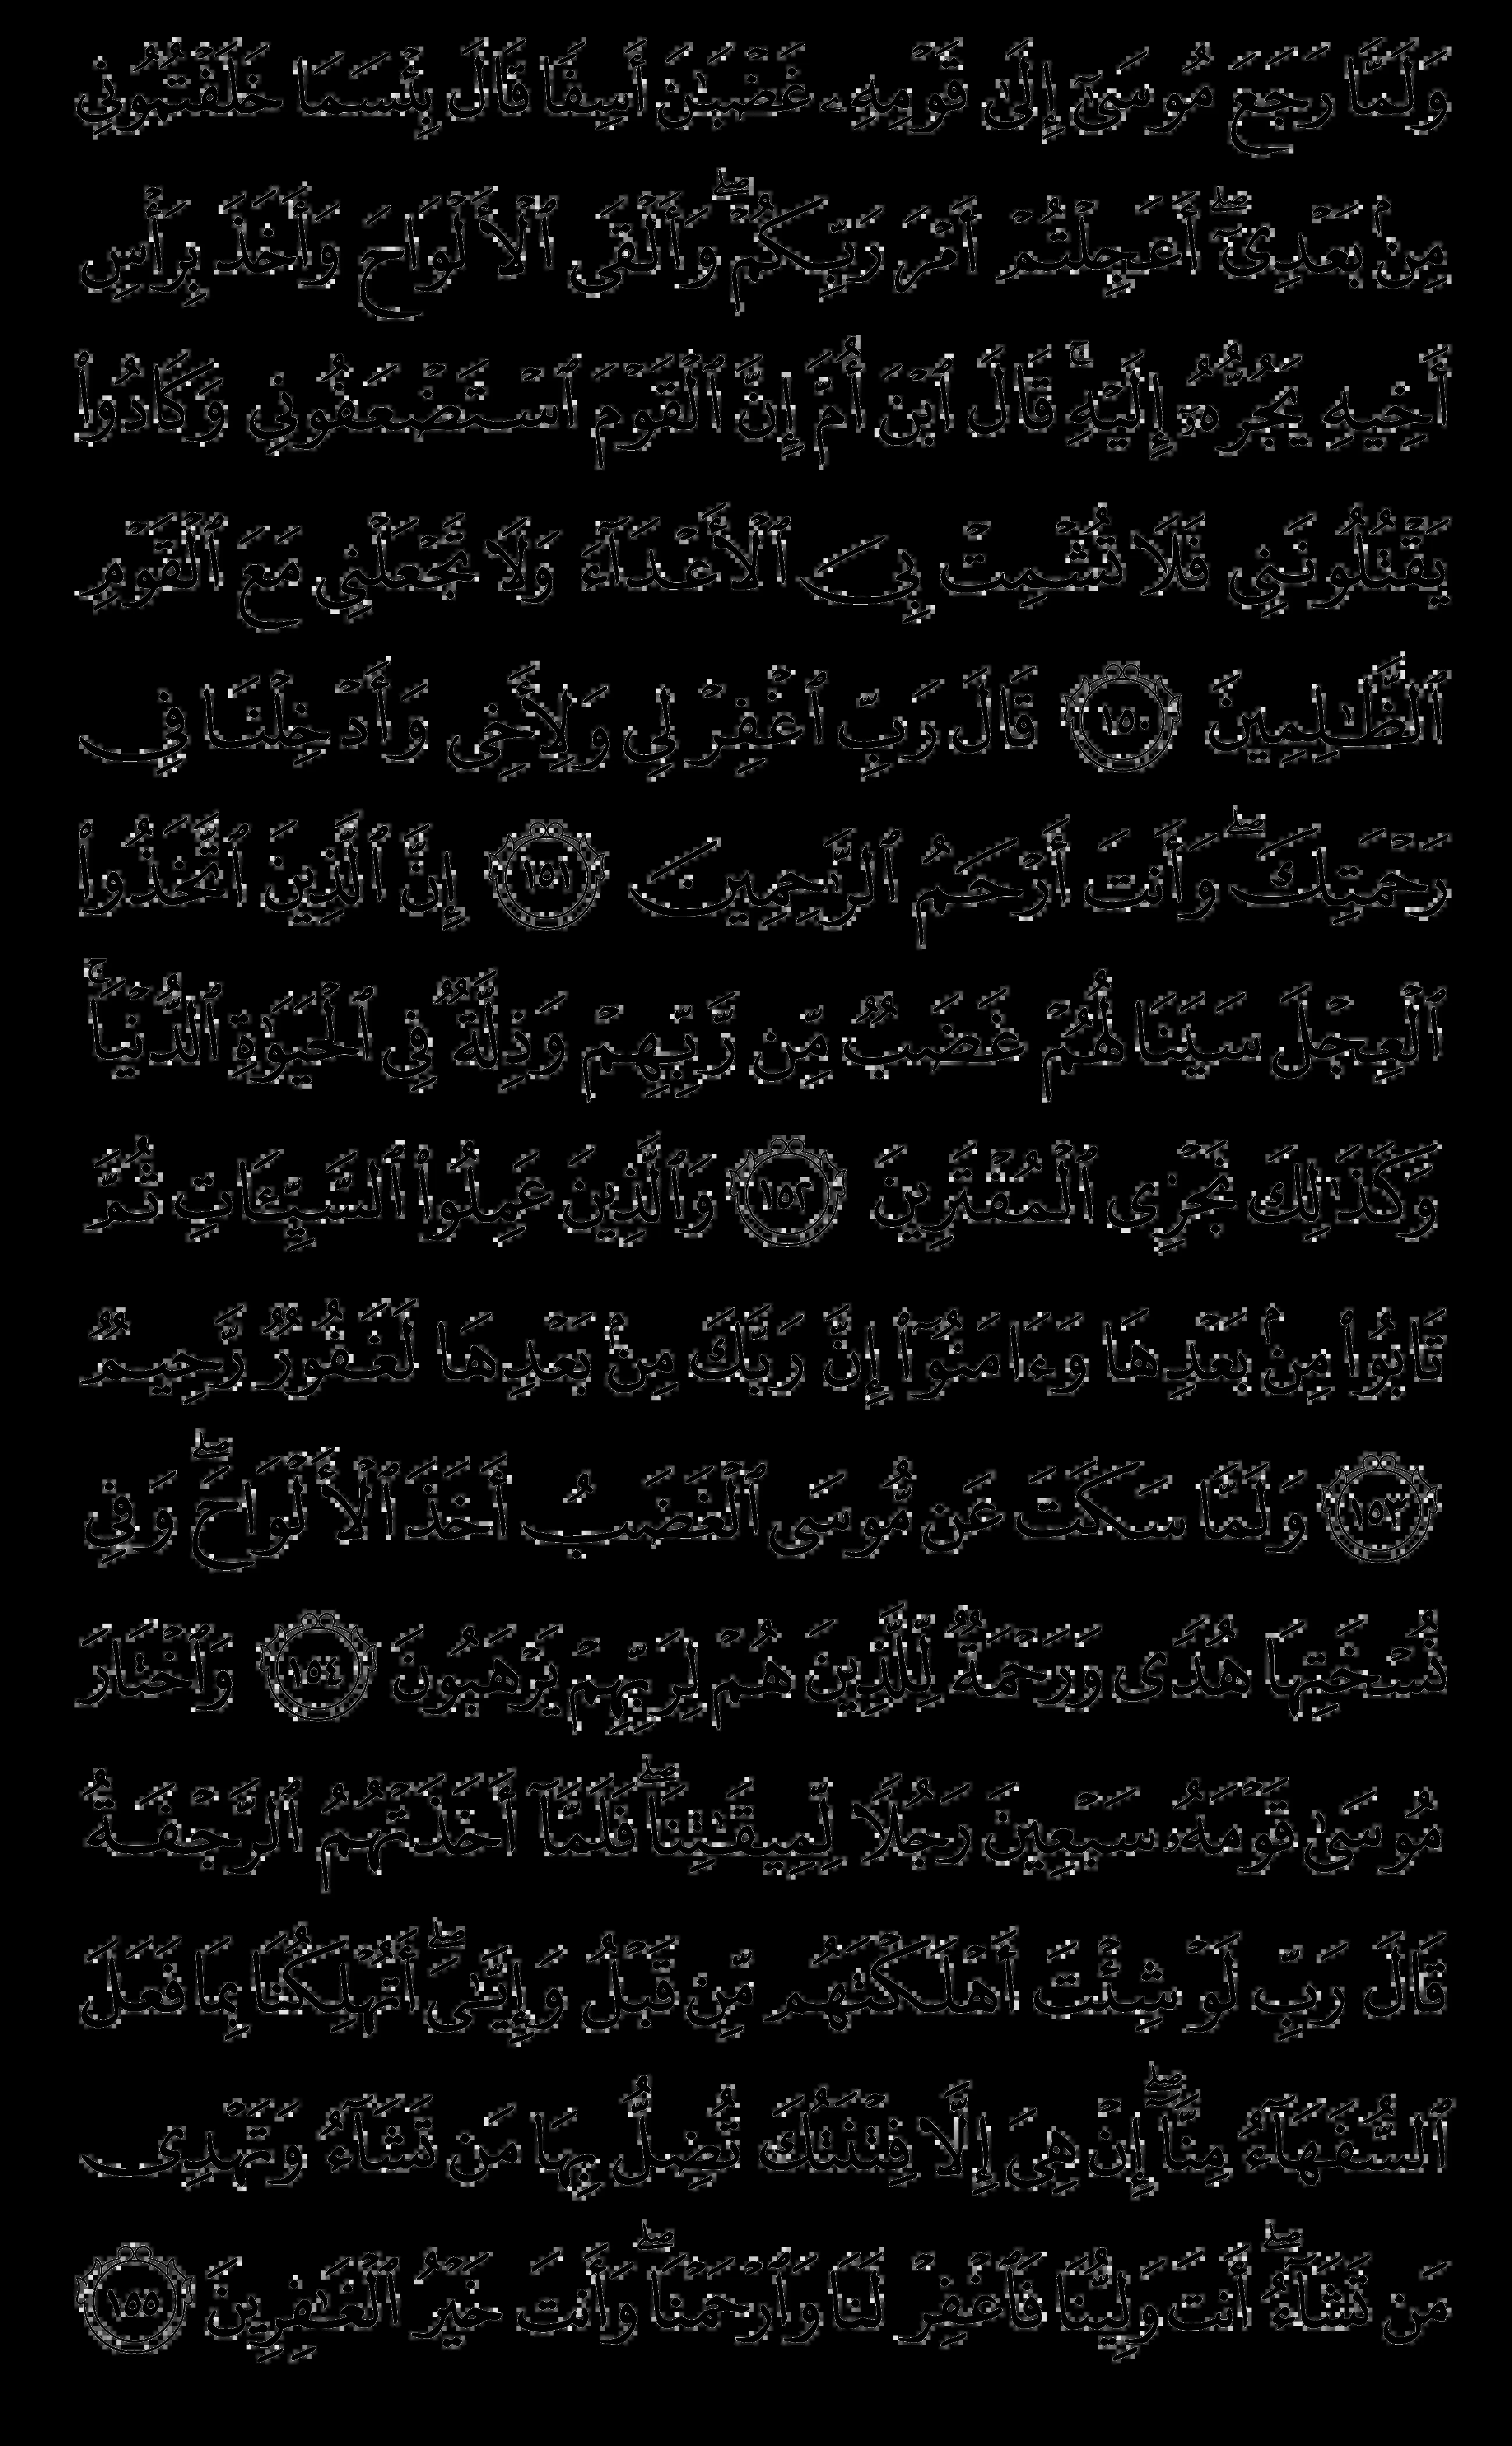 وَلَمَّا رَجَعَ مُوسَىٰٓ إِلَىٰ قَوْمِهِۦ غَضْبَٰنَ أَسِفًا قَالَ بِئْسَمَا خَلَفْتُمُونِى
مِنۢ بَعْدِىٓ ۖ أَعَجِلْتُمْ أَمْرَ رَبِّكُمْ ۖ وَأَلْقَى ٱلْأَلْوَاحَ وَأَخَذَ بِرَأْسِ
أَخِيهِ يَجُرُّهُۥٓ إِلَيْهِ ۚ قَالَ ٱبْنَ أُمَّ إِنَّ ٱلْقَوْمَ ٱسْتَضْعَفُونِى وَكَادُوا۟
يَقْتُلُونَنِى فَلَا تُشْمِتْ بِىَ ٱلْأَعْدَآءَ وَلَا تَجْعَلْنِى مَعَ ٱلْقَوْمِ
ٱلظَّٰلِمِينَ ١٥٠ قَالَ رَبِّ ٱغْفِرْ لِى وَلِأَخِى وَأَدْخِلْنَا فِى
رَحْمَتِكَ ۖ وَأَنتَ أَرْحَمُ ٱلرَّٰحِمِينَ ١٥١ إِنَّ ٱلَّذِينَ ٱتَّخَذُوا۟
ٱلْعِجْلَ سَيَنَالُهُمْ غَضَبٌ مِّن رَّبِّهِمْ وَذِلَّةٌ فِى ٱلْحَيَوٰةِ ٱلدُّنْيَا ۚ
وَكَذَٰلِكَ نَجْزِى ٱلْمُفْتَرِينَ ١٥٢ وَٱلَّذِينَ عَمِلُوا۟ ٱلسَّيِّـَٔاتِ ثُمَّ
تَابُوا۟ مِنۢ بَعْدِهَا وَءَامَنُوٓا۟ إِنَّ رَبَّكَ مِنۢ بَعْدِهَا لَغَفُورٌ رَّحِيمٌ
١٥٣ وَلَمَّا سَكَتَ عَن مُّوسَى ٱلْغَضَبُ أَخَذَ ٱلْأَلْوَاحَ ۖ وَفِى
نُسْخَتِهَا هُدًى وَرَحْمَةٌ لِّلَّذِينَ هُمْ لِرَبِّهِمْ يَرْهَبُونَ ١٥٤ وَٱخْتَارَ
مُوسَىٰ قَوْمَهُۥ سَبْعِينَ رَجُلًا لِّمِيقَٰتِنَا ۖ فَلَمَّآ أَخَذَتْهُمُ ٱلرَّجْفَةُ
قَالَ رَبِّ لَوْ شِئْتَ أَهْلَكْتَهُم مِّن قَبْلُ وَإِيَّٰىَ ۖ أَتُهْلِكُنَا بِمَا فَعَلَ
ٱلسُّفَهَآءُ مِنَّآ ۖ إِنْ هِىَ إِلَّا فِتْنَتُكَ تُضِلُّ بِهَا مَن تَشَآءُ وَتَهْدِى
مَن تَشَآءُ ۖ أَنتَ وَلِيُّنَا فَٱغْفِرْ لَنَا وَٱرْحَمْنَا ۖ وَأَنتَ خَيْرُ ٱلْغَٰفِرِينَ ١٥٥